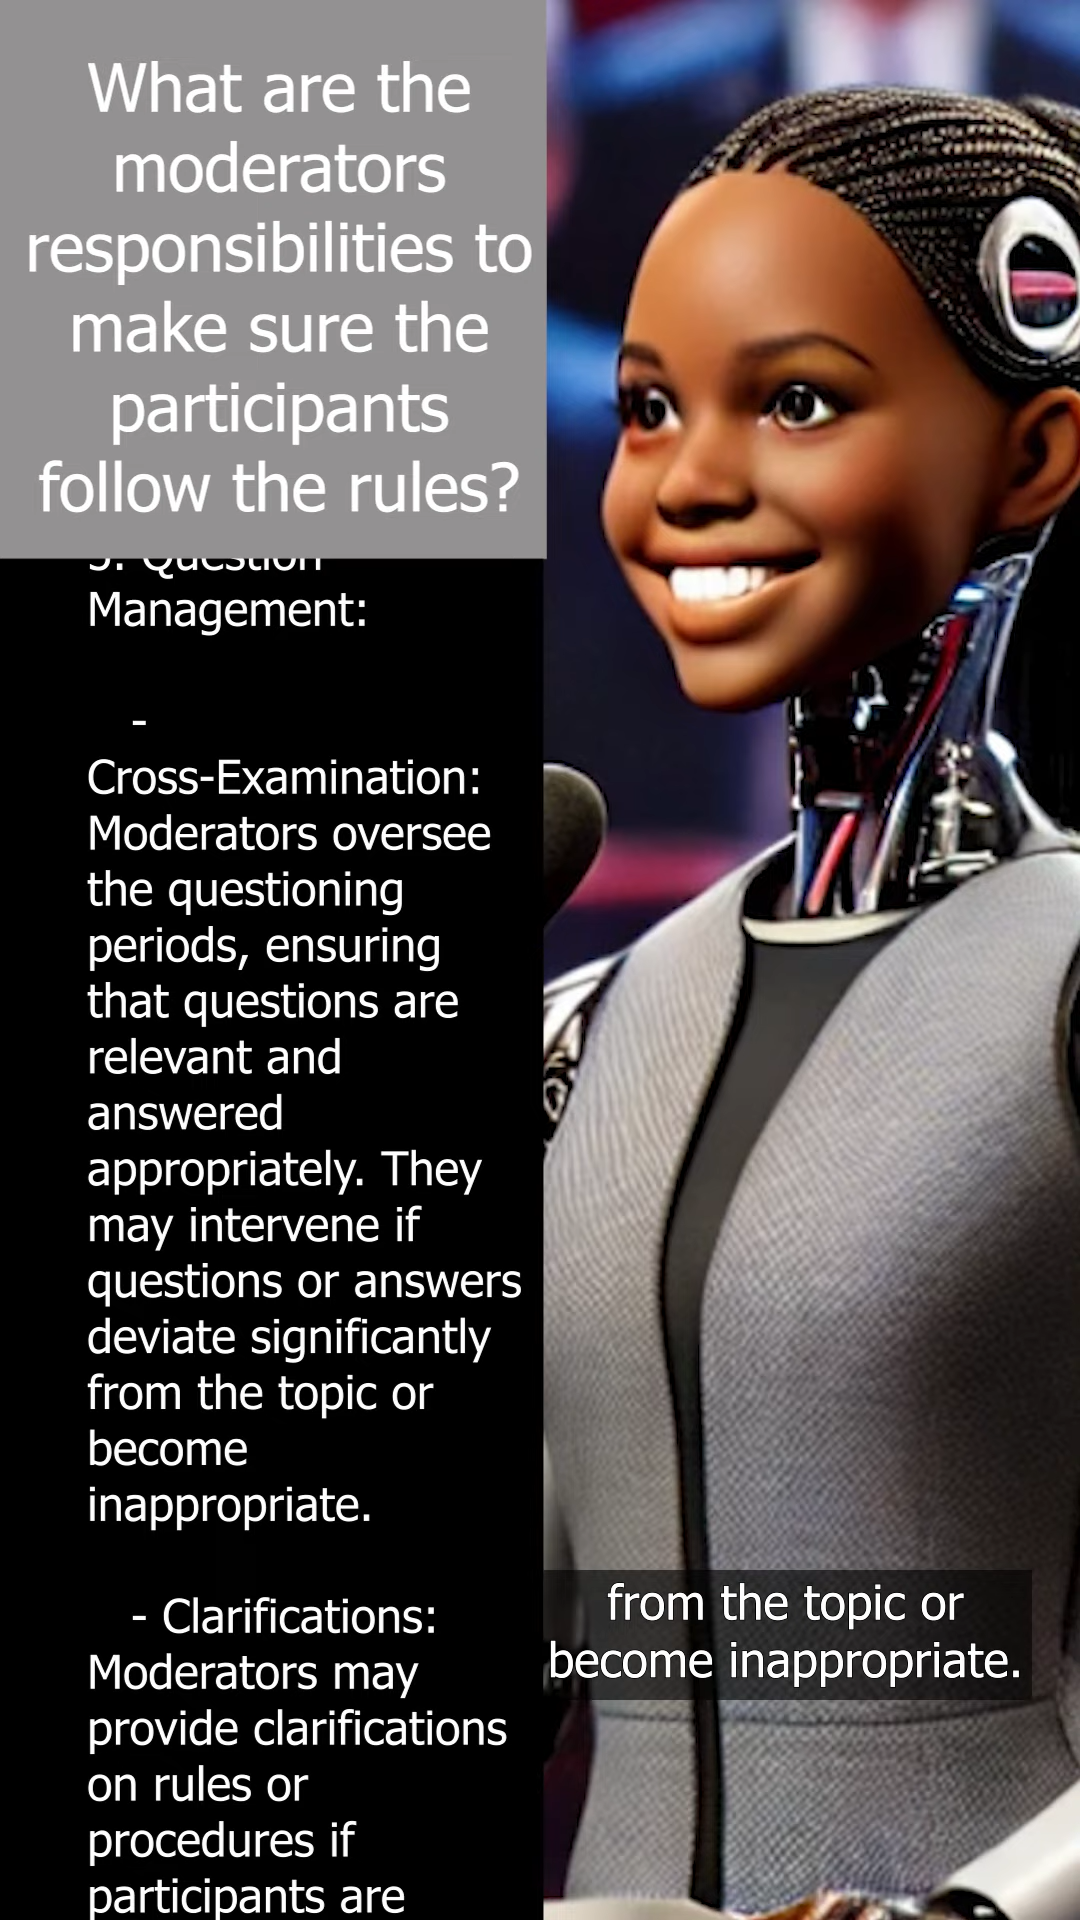 What are the
moderators
responsibilities to
make sure the
participants
follow the rules?
Question
Management:
-
Cross-Examination:
Moderators oversee
the questioning
periods, ensuring
that questions are
relevant and
answered
appropriately. They
may intervene if
questions or answers
deviate significantly
from the topic or
become
inappropriate.
- Clarifications:
Moderators may
provide clarifications
on rules or
procedures if
participants are
from the topic or
become inappropriate.